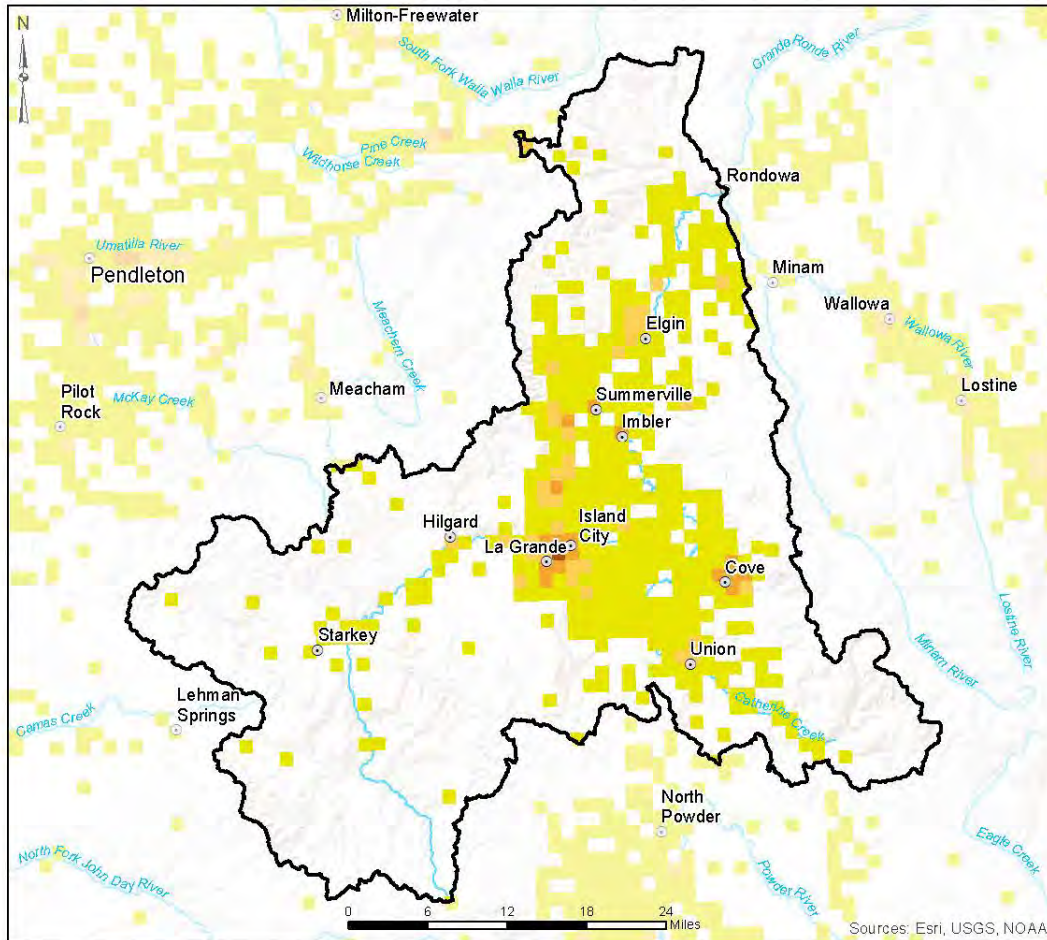 N
Milton-Freewater
Grande Ronde River
South Fork Walla Walla River
Pine Creek
Wildhorse Creek
Rondowa
Umatilla River
Pendleton
Minam
Wallowa
Elgin
Wallowa River
Meacham Creek
Meacham
Lostine
Pilot
Rock
McKay Creek
Summerville
Imbler
Hilgard
Island
City
La Grande
Cove
Starkey
Union
Lostine River
Minam River
Lehman
Springs
Camas Creek
Catherine Creek
North
Powder
Eagle Creek
North Fork John Day River
Powder River
0 6 12 18 24
Miles
Sources: Esri, USGS, NOAA